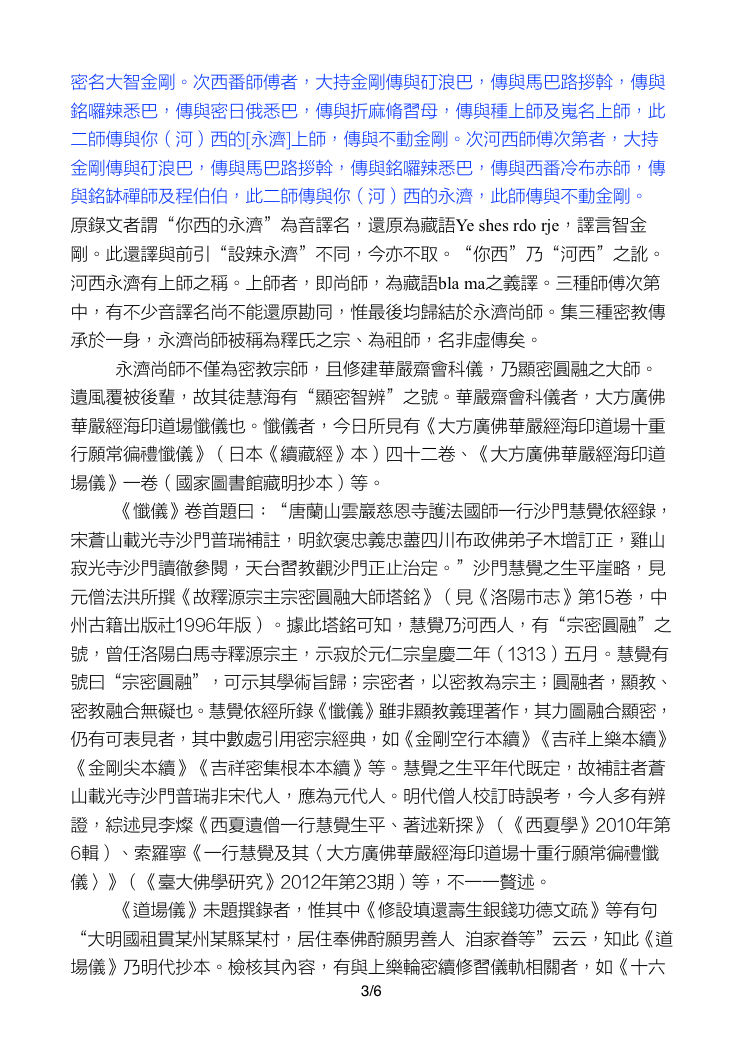 密名大智金剛。次西番師傅者，大持金剛傳與矴浪巴，傳與馬巴路拶斡，傳與
銘囉辣悉巴，傳與密日俄悉巴，傳與折麻脩習母，傳與種上師及嵬名上師，此
二師傳與你（河）西的[永濟]上師，傳與不動金剛。次河西師傅次第者，大持
金剛傳與矴浪巴，傳與馬巴路拶斡，傳與銘囉辣悉巴，傳與西番冷布赤師，傳
與銘缽禪師及程伯伯，此二師傳與你（河）西的永濟，此師傳與不動金剛。
原錄文者謂“你西的永濟”為音譯名，還原為藏語Ye shes rdo rje，譯言智金
剛。此還譯與前引“設辣永濟”不同，今亦不取。“你西”乃“河西”之訛。
河西永濟有上師之稱。上師者，即尚師，為藏語bla ma之義譯。三種師傅次第
中，有不少音譯名尚不能還原勘同，惟最後均歸結於永濟尚師。集三種密教傳
承於一身，永濟尚師被稱為釋氏之宗、為祖師，名非虛傳矣。
永濟尚師不僅為密教宗師，且修建華嚴齋會科儀，乃顯密圓融之大師。
遺風覆被後輩，故其徒慧海有“顯密智辨”之號。華嚴齋會科儀者，大方廣佛
華嚴經海印道場懺儀也。懺儀者，今日所見有《大方廣佛華嚴經海印道場十重
行願常徧禮懺儀》（日本《續藏經》本）四十二卷、《大方廣佛華嚴經海印道
場儀》一卷（國家圖書館藏明抄本）等。
《懺儀》卷首題曰：“唐蘭山雲巖慈恩寺護法國師一行沙門慧覺依經錄，
宋蒼山載光寺沙門普瑞補註，明欽褒忠義忠藎四川布政佛弟子木增訂正，雞山
寂光寺沙門讀徹參閱，天台習教觀沙門正止治定。”沙門慧覺之生平崖略，見
元僧法洪所撰《故釋源宗主宗密圓融大師塔銘》（見《洛陽市志》第15卷，中
州古籍出版社1996年版）。據此塔銘可知，慧覺乃河西人，有“宗密圓融”之
號，曾任洛陽白馬寺釋源宗主，示寂於元仁宗皇慶二年（1313）五月。慧覺有
號曰“宗密圓融”，可示其學術旨歸；宗密者，以密教為宗主；圓融者，顯教、
密教融合無礙也。慧覺依經所錄《懺儀》雖非顯教義理著作，其力圖融合顯密，
仍有可表見者，其中數處引用密宗經典，如《金剛空行本續》《吉祥上樂本續》
《金剛尖本續》《吉祥密集根本本續》等。慧覺之生平年代既定，故補註者蒼
山載光寺沙門普瑞非宋代人，應為元代人。明代僧人校訂時誤考，今人多有辨
證，綜述見李燦《西夏遺僧一行慧覺生平、著述新探》（《西夏學》2010年第
6輯）、索羅寧《一行慧覺及其〈大方廣佛華嚴經海印道場十重行願常徧禮懺
儀〉》（《臺大佛學研究》2012年第23期）等，不一一贅述。
《道場儀》未題撰錄者，惟其中《修設填還壽生銀錢功德文疏》等有句
“大明國祖貫某州某縣某村，居住奉佛酧願男善人 洎家眷等”云云，知此《道
場儀》乃明代抄本。檢核其內容，有與上樂輪密續修習儀軌相關者，如《十六
3/6